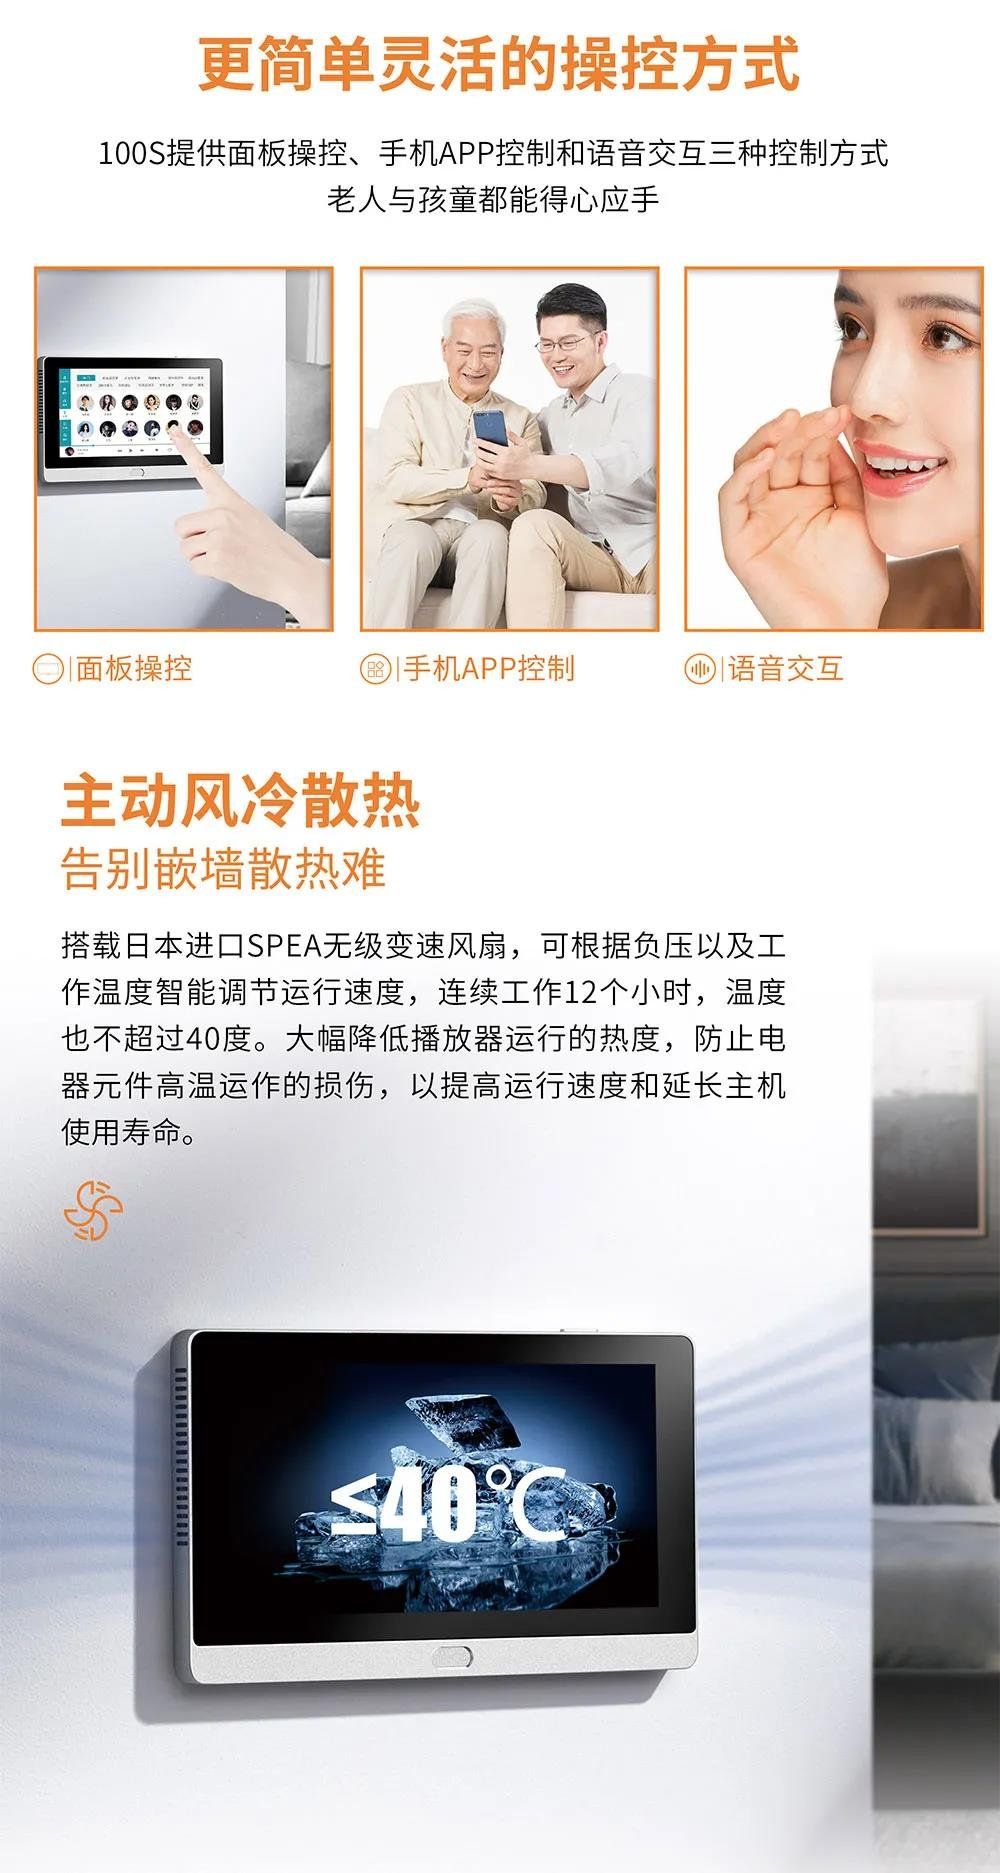 更简单灵活的操控方式
100S提供面板操控、手机APP控制和语音交互三种控制方式
老人与孩童都能得心应手
面板操控
手机APP控制
语音交互
主动风冷散热
告别嵌墙散热难
搭载日本进口SPEA无级变速风扇，可根据负压以及工
作温度智能调节运行速度，连续工作12个小时，温度
也不超过40度。大幅降低播放器运行的热度，防止电
器元件高温运作的损伤，以提高运行速度和延长主机
使用寿命。
≤40℃